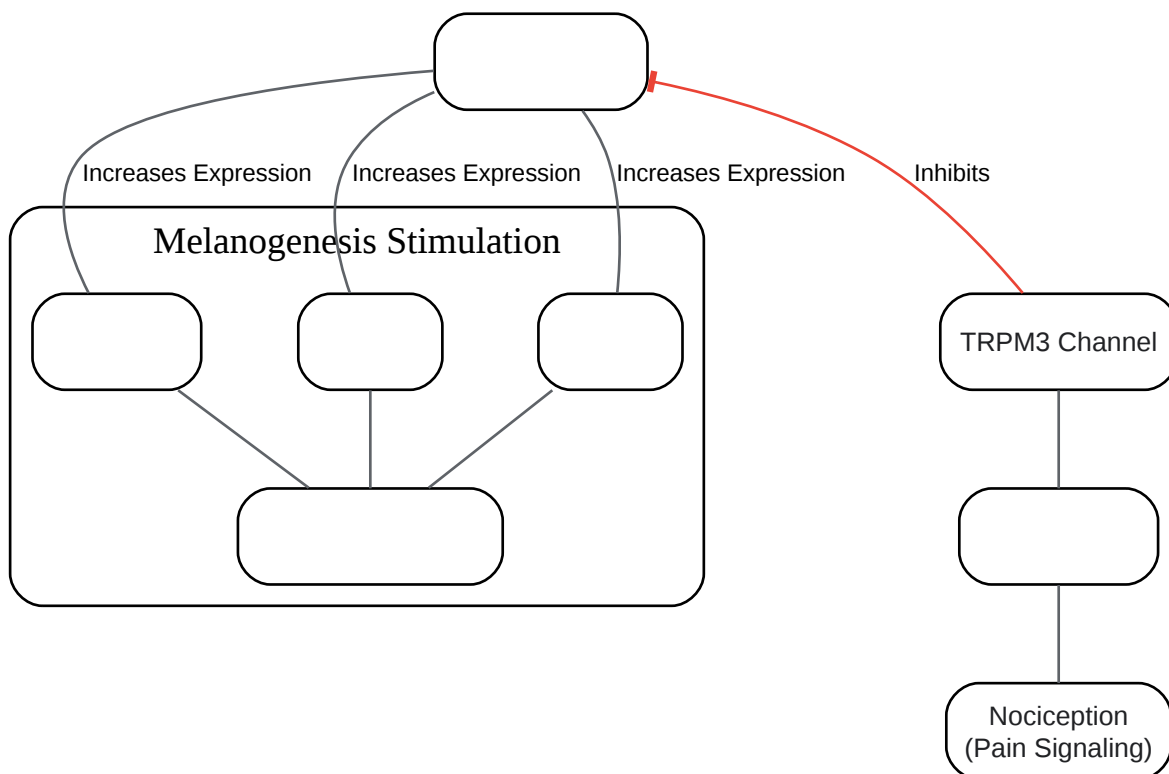 Increases Expression
Increases Expression
Increases Expression
Inhibits
Melanogenesis Stimulation
TRPM3 Channel
Nociception
(Pain Signaling)